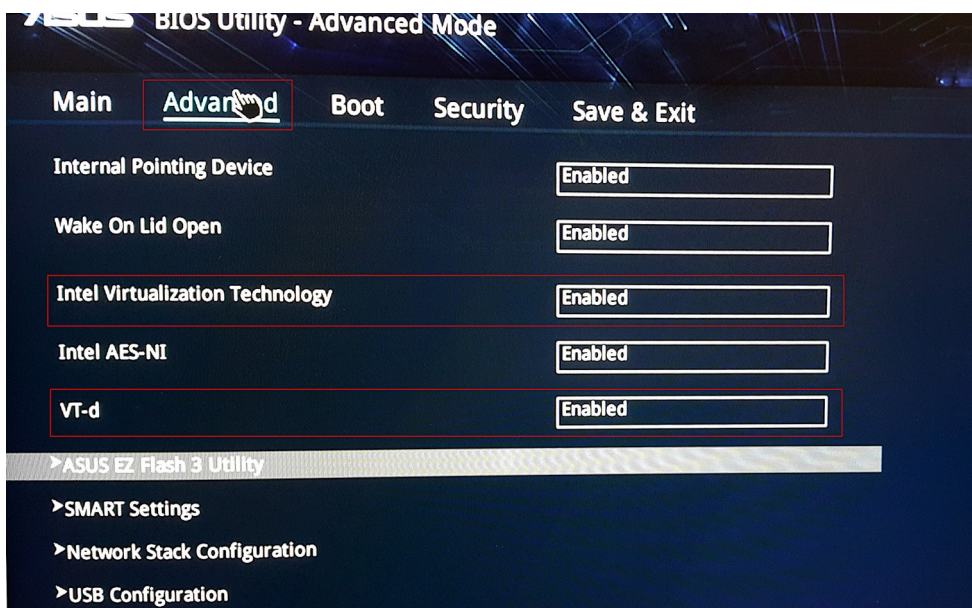 ASUS BIOS Utility - Advanced Mode
Main Advanced Boot Security Save & Exit
Internal Pointing Device Enabled
Wake On Lid Open Enabled
Intel Virtualization Technology Enabled
Intel AES-NI Enabled
VT-d Enabled
>ASUS EZ Flash 3 Utility
>SMART Settings
>Network Stack Configuration
>USB Configuration